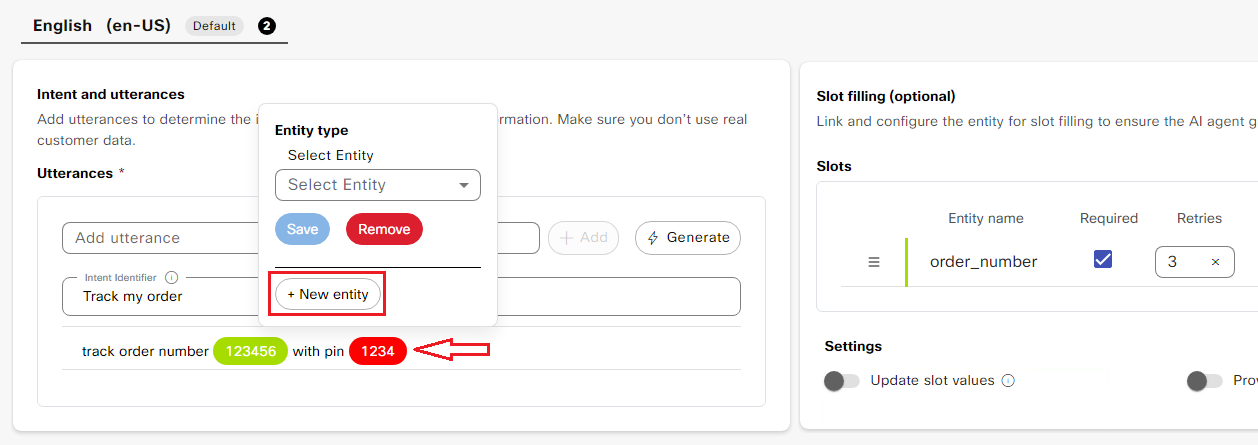 English (en-US) Default 2
Intent and utterances
Add utterances to determine the i
rmation. Make sure you don't use real
customer data.
Utterances *
Add utterance
+ Add
Generate
Intent Identifier
Track my order
track order number 123456 with pin 1234
Entity type
Select Entity
Select Entity
Save Remove
+ New entity
Slot filling (optional)
Link and configure the entity for slot filling to ensure the AI agent g
Slots
Entity name Required Retries
order_number 3 ×
Settings
Update slot values
Prov